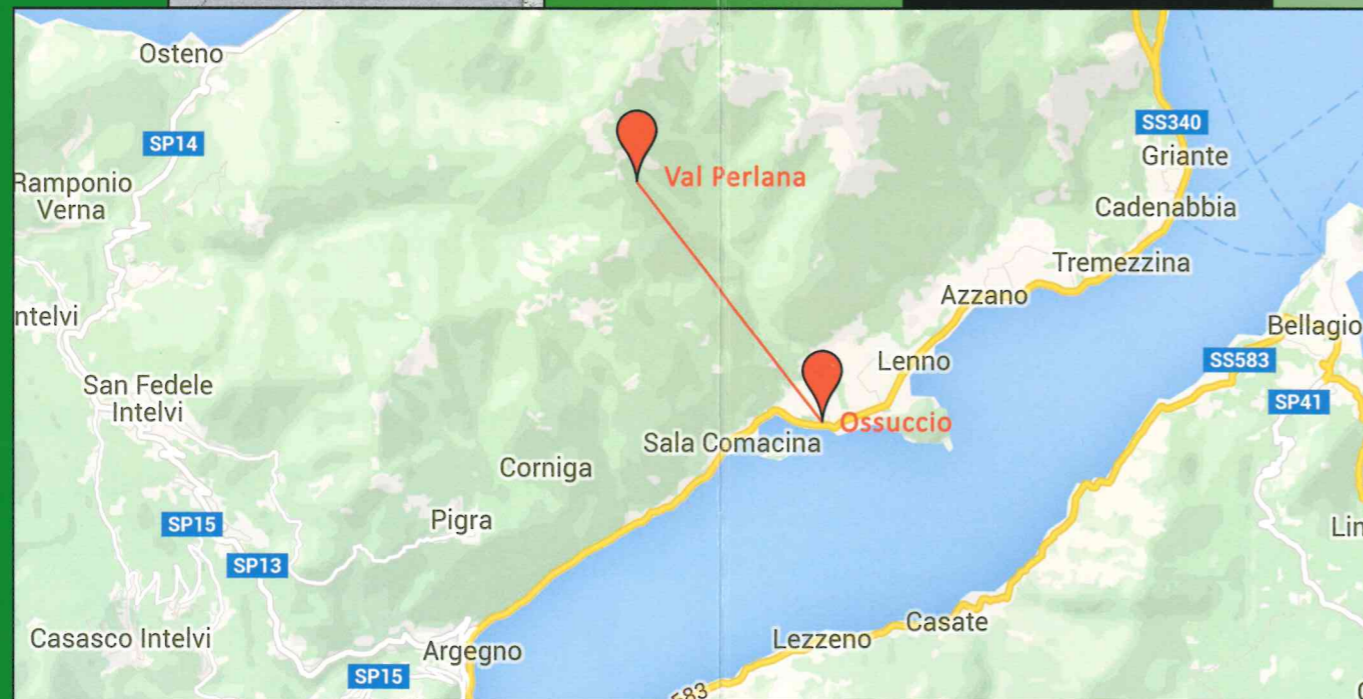 Osteno
SP14
SS340
Griante
Val Perlana
Ramponio
Verna
Cadenabbia
Tremezzina
Azzano
ntelvi
Bellagio
Lenno
SS583
San Fedele
Intelvi
SP41
Ossuccio
Sala Comacina
Corniga
Pigra
SP15
Lin
SP13
Casate
Casasco Intelvi
Lezzeno
Argegno
SP15
583